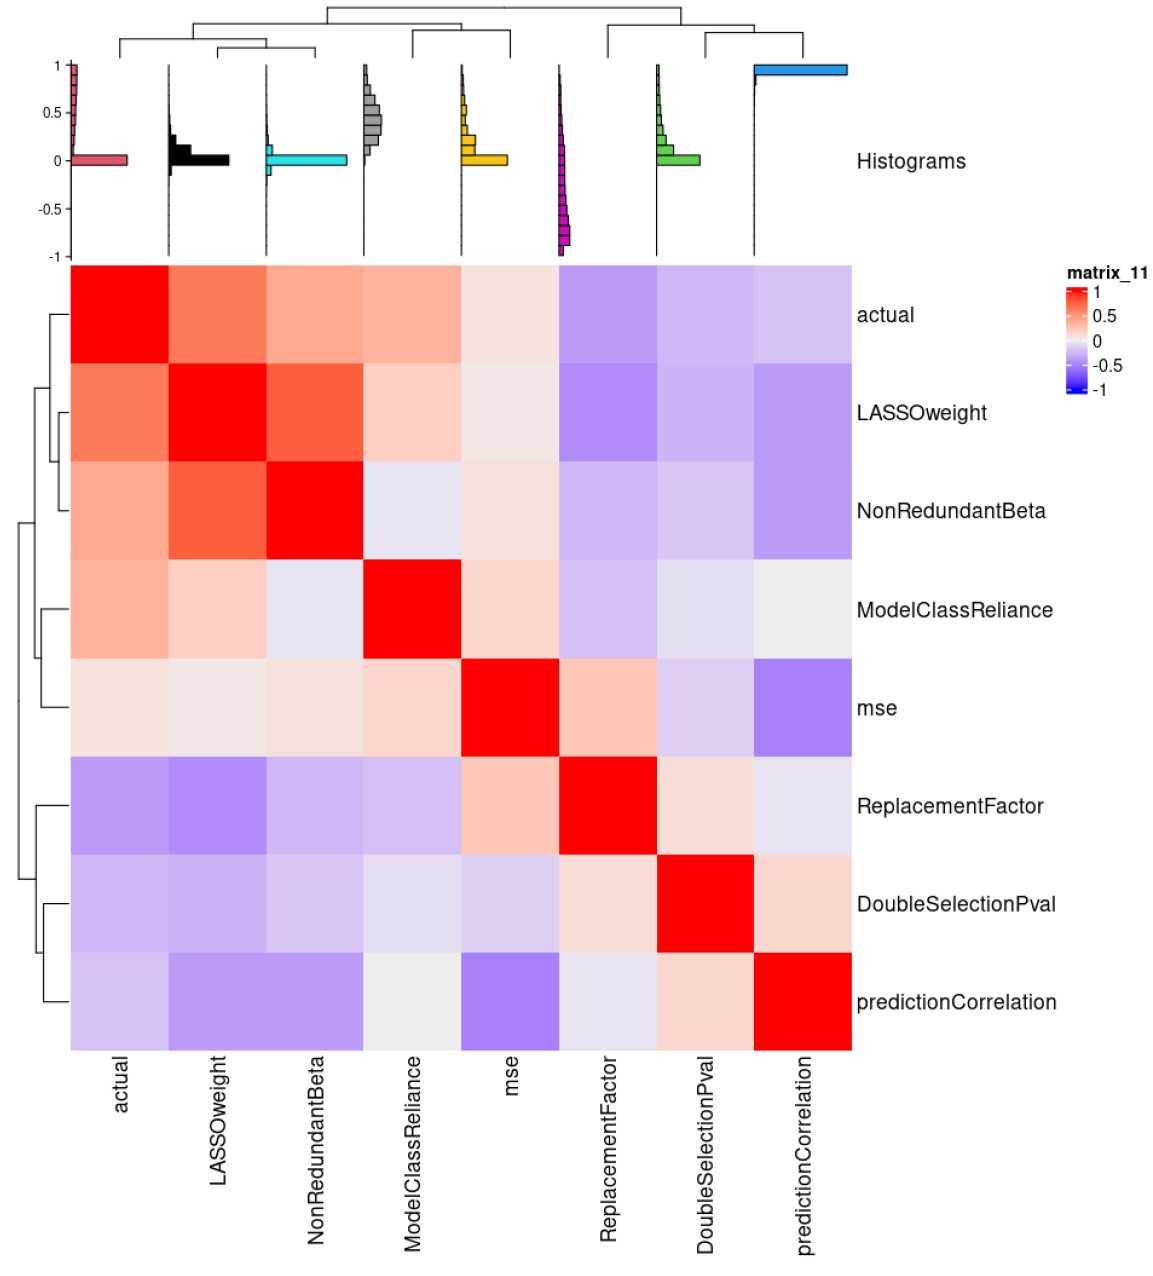 1
0.5
0
-0.5
-1
Histograms
matrix_11
1
0.5
0
-0.5
-1
actual
LASSOweight
NonRedundantBeta
ModelClassReliance
mse
ReplacementFactor
DoubleSelectionPval
predictionCorrelation
actual
LASSOweight
NonRedundantBeta
ModelClassReliance
mse
ReplacementFactor
DoubleSelectionPval
predictionCorrelation